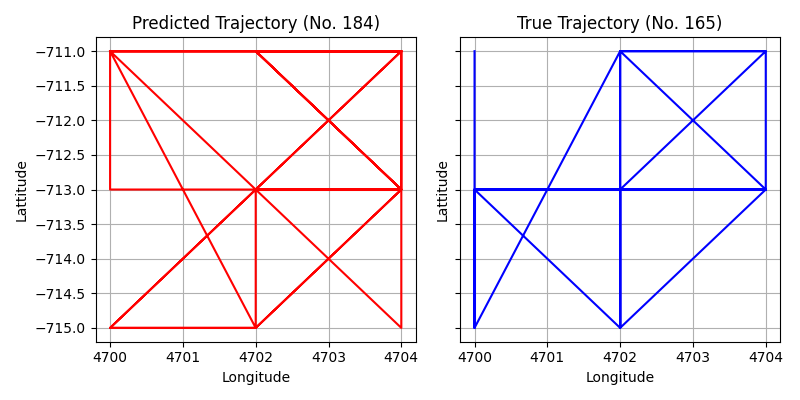 Predicted Trajectory (No. 184)
True Trajectory (No. 165)
−711.0
−711.5
−712.0
−712.5
−713.0
−713.5
−714.0
−714.5
−715.0
Lattitude
Lattitude
4700 4701 4702 4703 4704
4700 4701 4702 4703 4704
Longitude
Longitude